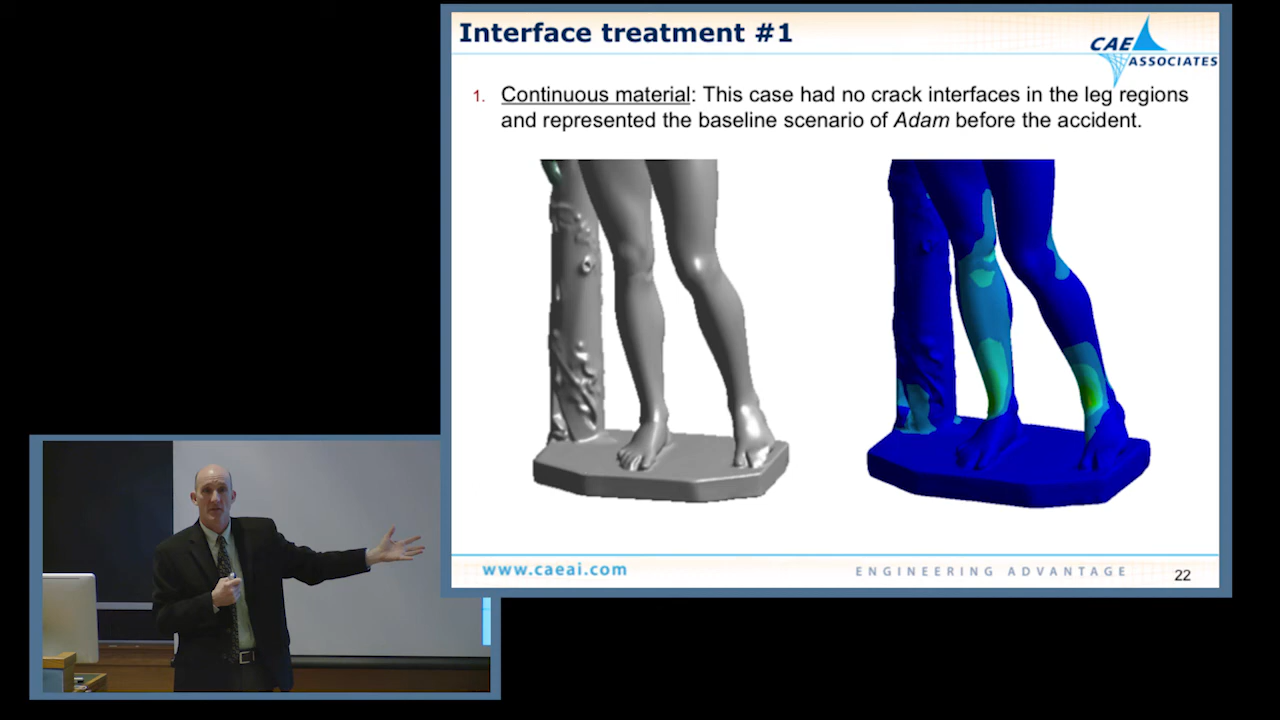 Interface treatment #1
CAE
ASSOCIATES
1. Continuous material: This case had no crack interfaces in the leg regions
and represented the baseline scenario of Adam before the accident.
www.caeai.com
ENGINEERING ADVANTAGE
22